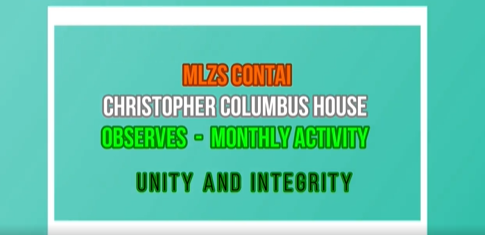 MLZS CONTAI
CHRISTOPHER COLUMBUS HOUSE
OBSERVES - MONTHLY ACTIVITY
UNITY AND INTEGRITY